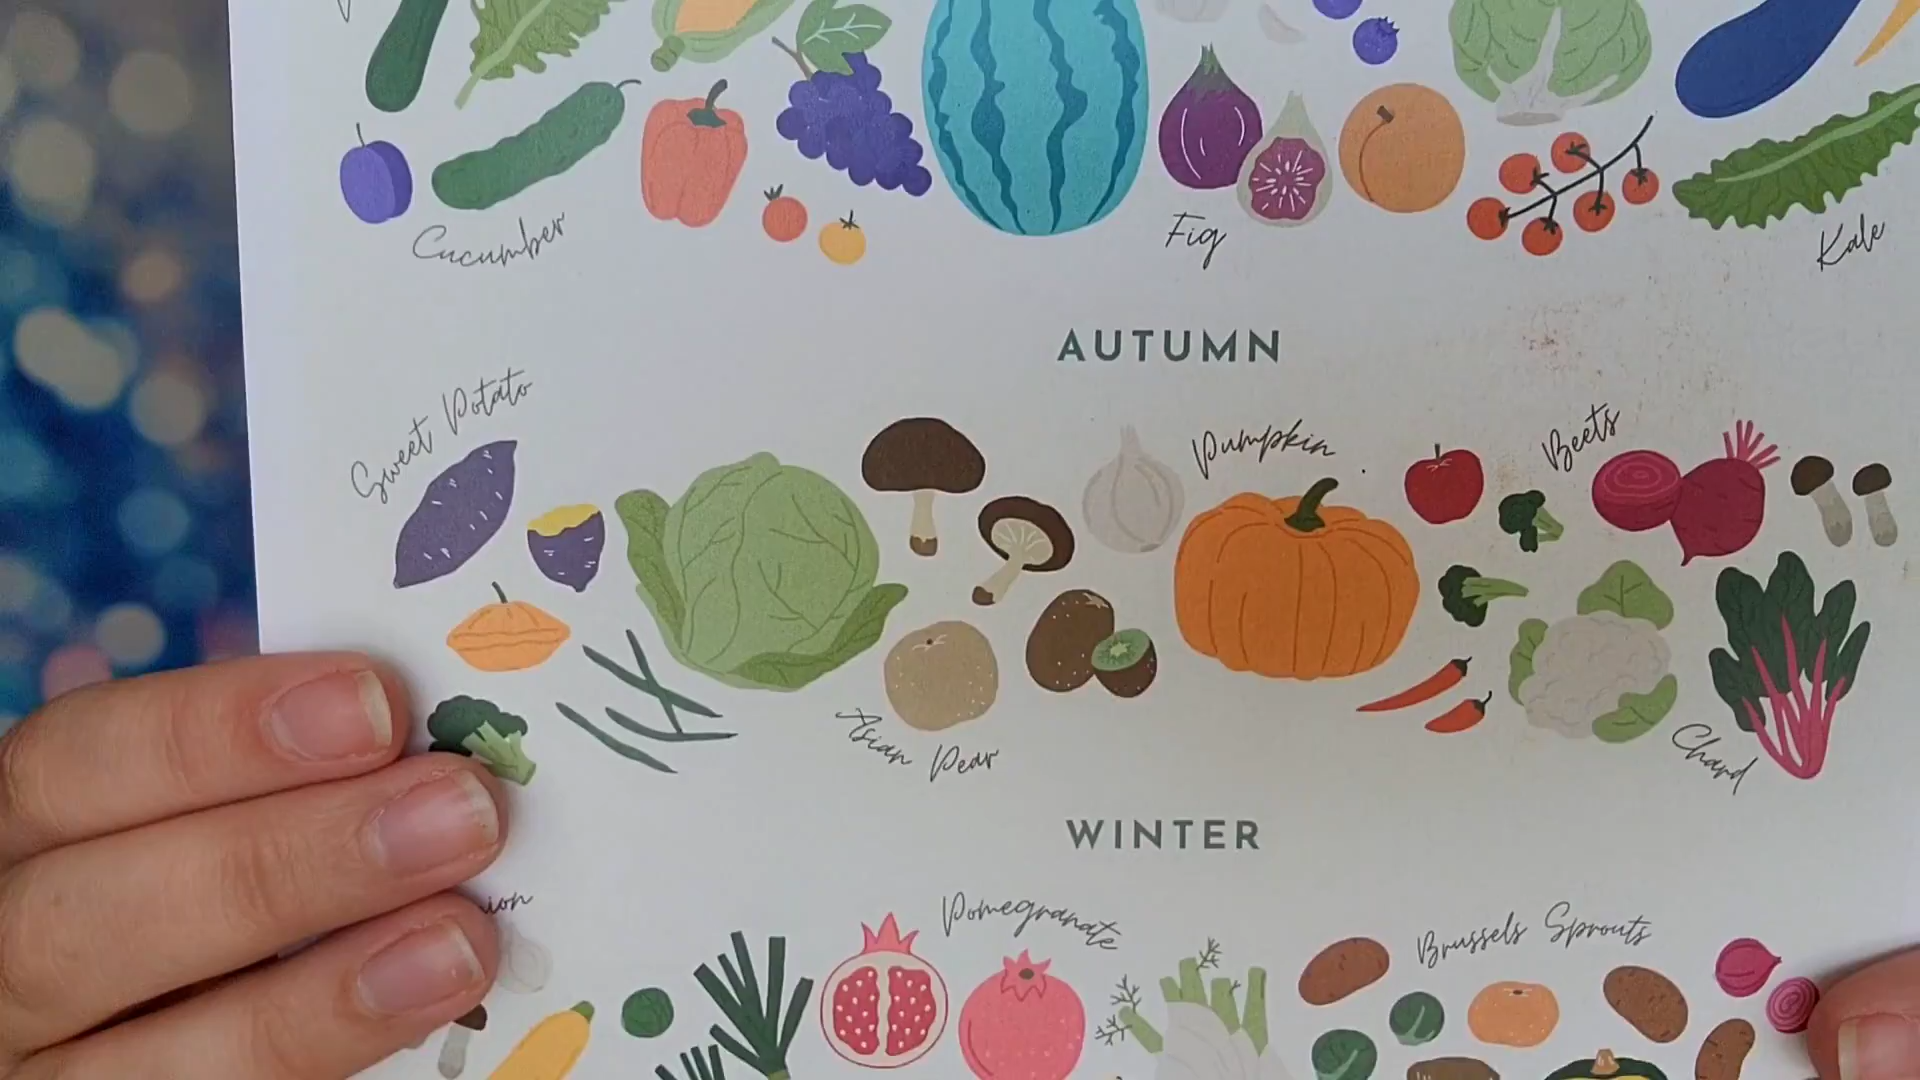 Cucumber
Fig
Kale
AUTUMN
Sweet Potato
Pumpkin
Beets
Asian Pear
Chard
WINTER
Pomegranate
Brussels Sprouts